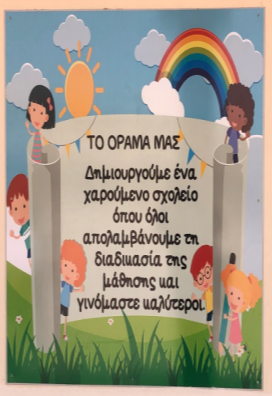 ΤΟ ΟΡΑΜΑ ΜΑΣ
Δημιουργούμε ένα
χαρούμενο σχολείο
όπου όλοι
απολαμβάνουμε τη
διαδικασία της
μάθησης και
γινόμαστε καλύτεροι